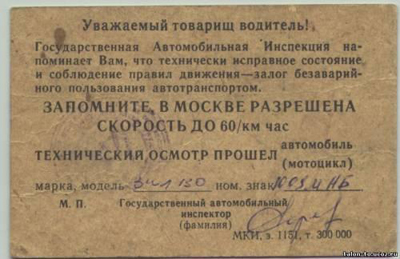 Уважаемый товарищ водитель!
Государственная Автомобильная Инспекция на-
поминает Вам, что технически исправное состояние
и соблюдение правил движения—залог безаварий-
ного пользования автотранспортом.
ЗАПОМНИТЕ, В МОСКВЕ РАЗРЕШЕНА
СКОРОСТЬ ДО 60/км час
ТЕХНИЧЕСКИЙ ОСМОТР ПРОШЕЛ автомобиль
(мотоцикл)
марка, модель ЗИЛ 130 ном. знак
М. П. Государственный автомобильный
инспектор
(фамилия)
МКИ, з. 1151, т. 300 000